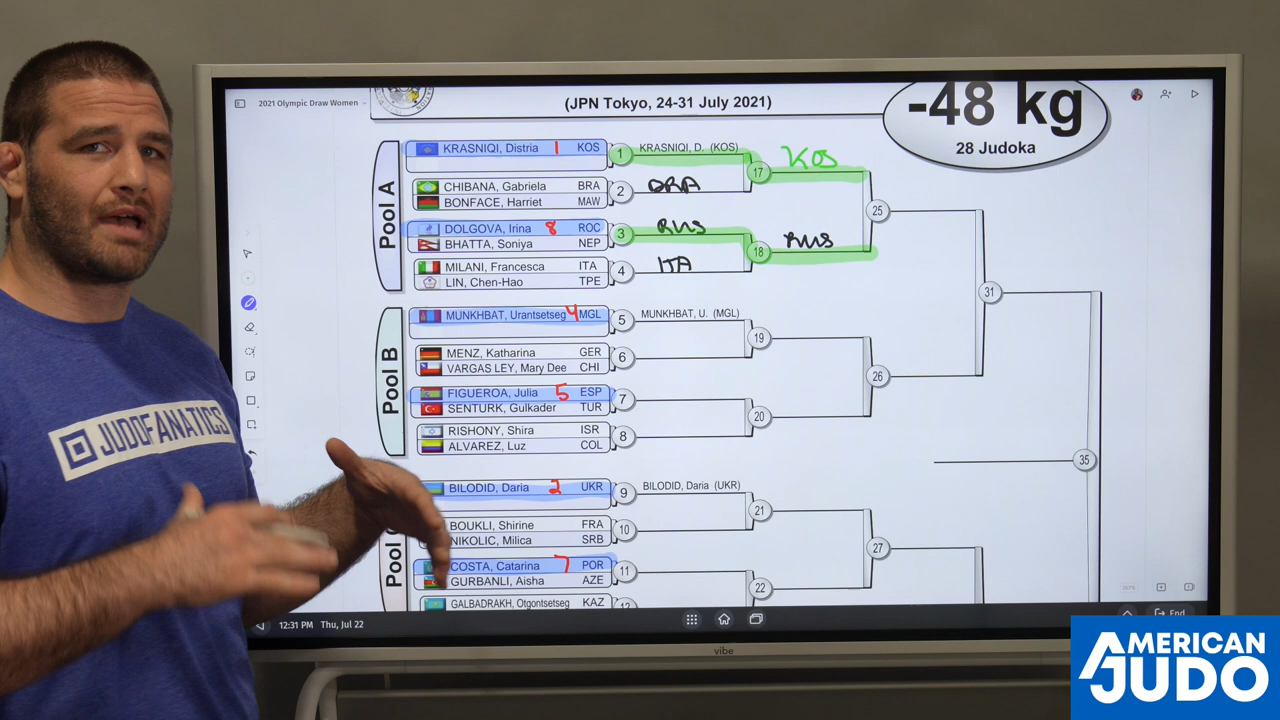 2021 Olympic Draw Women
(JPN Tokyo, 24-31 July 2021)
-48 kg
28 Judoka
Pool A
KRASNIQI, Distria 1 KOS
1 KRASNIQI, D. (KOS)
17 KOS
CHIBANA, Gabriela BRA
BONFACE, Harriet MAW
2 BRA
25
DOLGOVA, Irina 8 ROC
BHATTA, Soniya NEP
3 RUS
18 RUS
MILANI, Francesca ITA
LIN, Chen-Hao TPE
4 ITA
31
Pool B
MUNKHBAT, Urantsetseg 4 MGL
5 MUNKHBAT, U. (MGL)
19
MENZ, Katharina GER
VARGAS LEY, Mary Dee CHI
6
26
FIGUEROA, Julia 5 ESP
SENTURK, Gulkader TUR
7
20
RISHONY, Shira ISR
ALVAREZ, Luz COL
8
35
Pool
BILODID, Daria 2 UKR
9 BILODID, Daria (UKR)
21
BOUKLI, Shirine FRA
NIKOLIC, Milica SRB
10
27
COSTA, Catarina 7 POR
GURBANLI, Aisha AZE
11
22
GALBADRAKH, Otgontsetseg KAZ
12
12:31 PM Thu, Jul 22
End
vibe
JUDOFANATICS
AMERICAN
JUDO